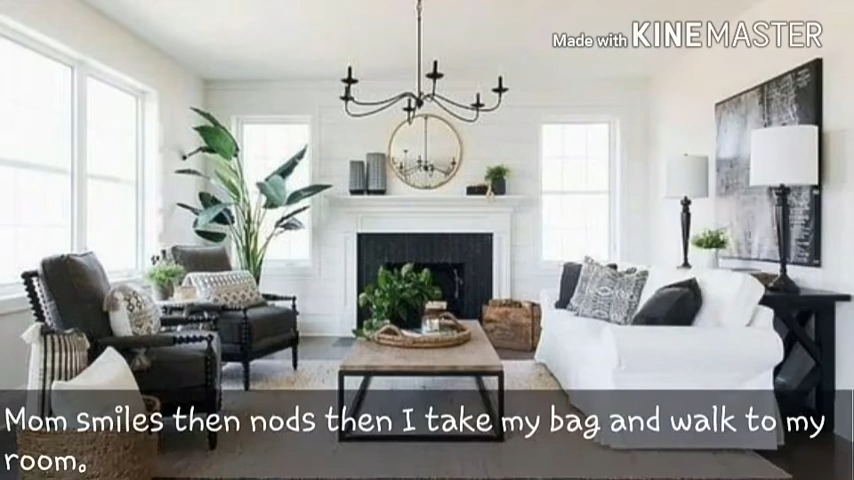 Made with KINEMASTER
Mom smiles then nods then I take my bag and walk to my
room.